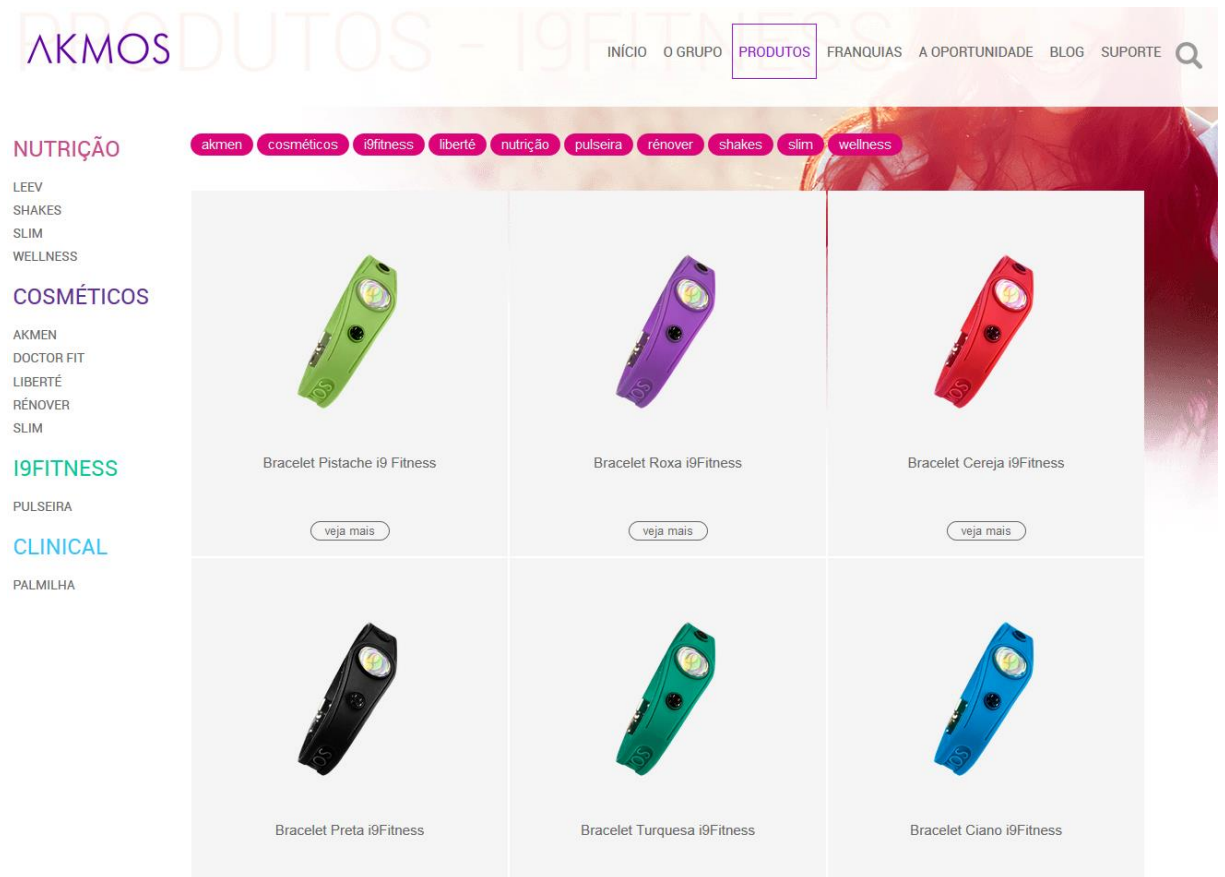 PRODUTOS - I9FITNESS
ΛKMOS
INÍCIO O GRUPO PRODUTOS FRANQUIAS A OPORTUNIDADE BLOG SUPORTE
NUTRIÇÃO
LEEV
SHAKES
SLIM
WELLNESS
COSMÉTICOS
AKMEN
DOCTOR FIT
LIBERTÉ
RÉNOVER
SLIM
I9FITNESS
PULSEIRA
CLINICAL
PALMILHA
akmen cosméticos i9fitness liberté nutrição pulseira rénover shakes slim wellness
Bracelet Pistache i9 Fitness
veja mais
Bracelet Roxa i9Fitness
veja mais
Bracelet Cereja i9Fitness
veja mais
Bracelet Preta i9Fitness
Bracelet Turquesa i9Fitness
Bracelet Ciano i9Fitness